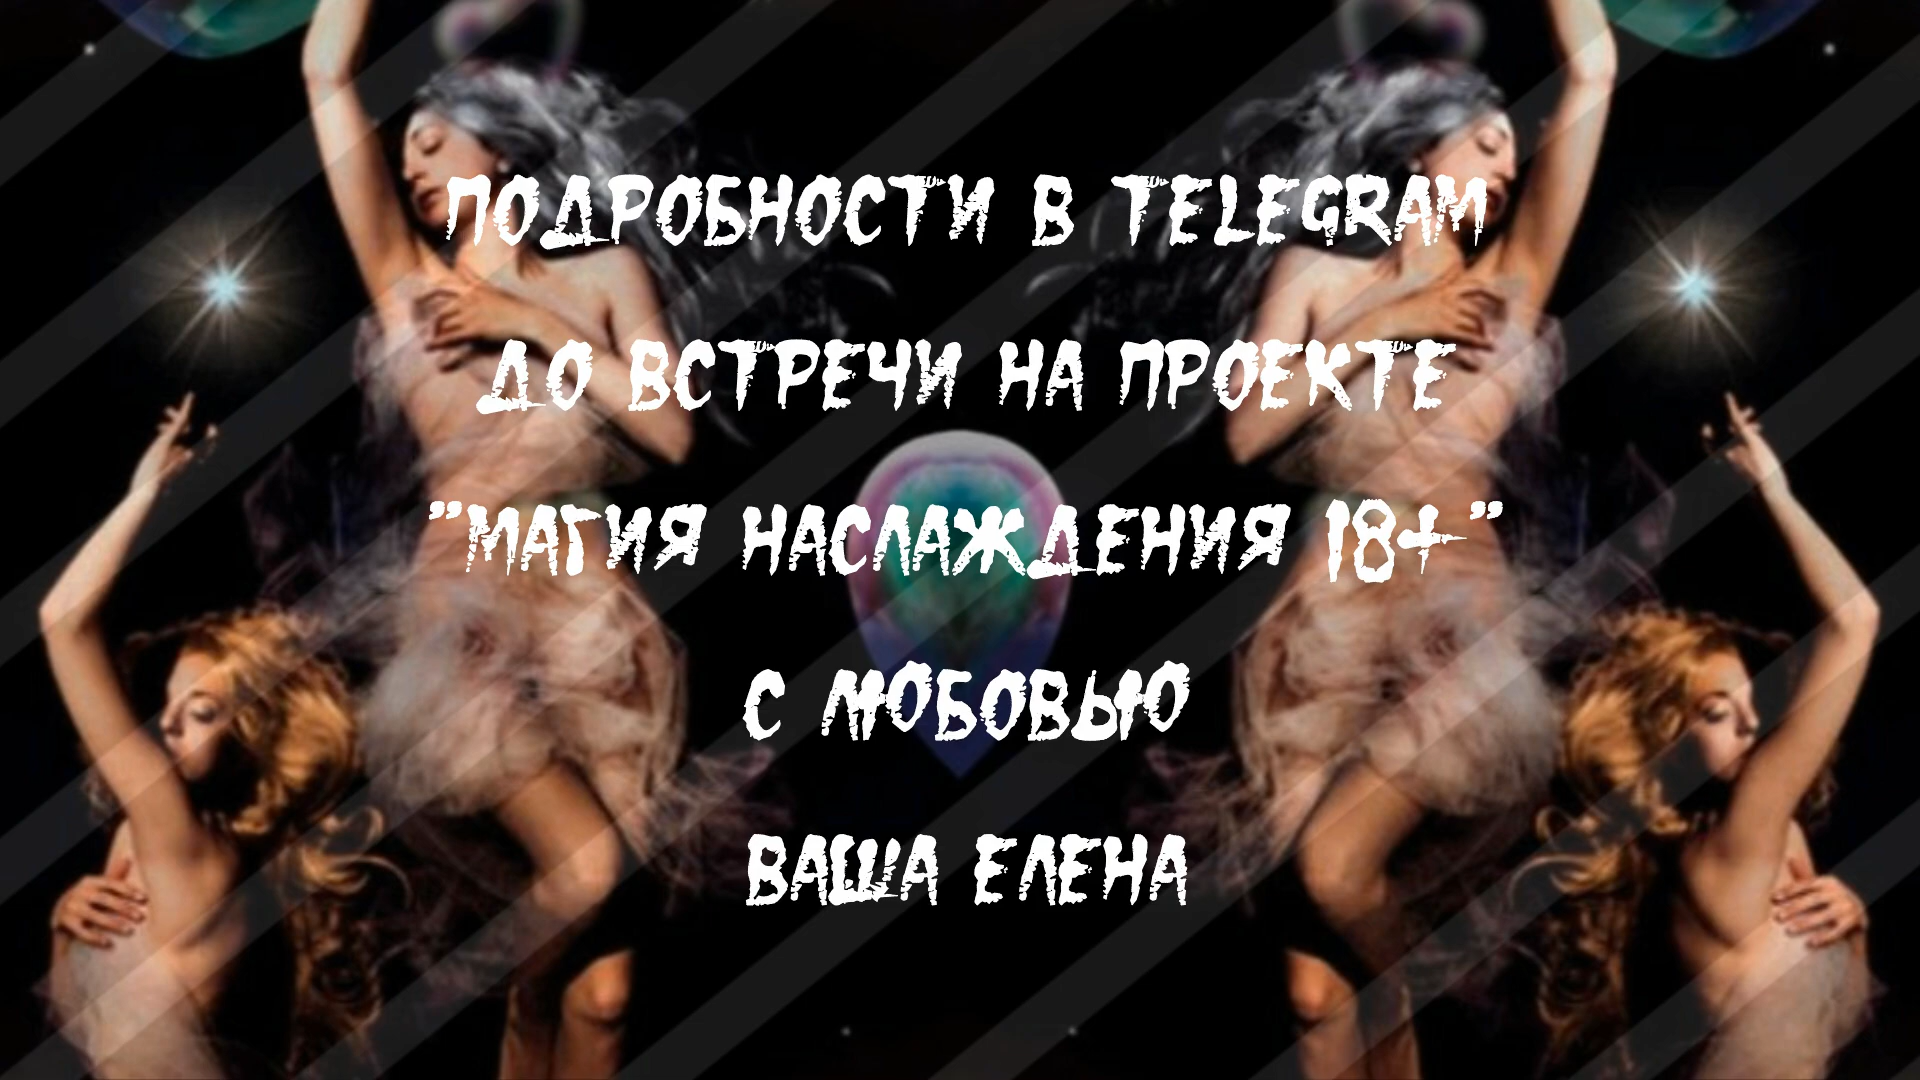 ПОДРОБНОСТИ В TELEGRAM
ДО ВСТРЕЧИ НА ПРОЕКТЕ
"МАГИЯ НАСЛАЖДЕНИЯ 18+"
С ЛЮБОВЬЮ
ВАША ЕЛЕНА